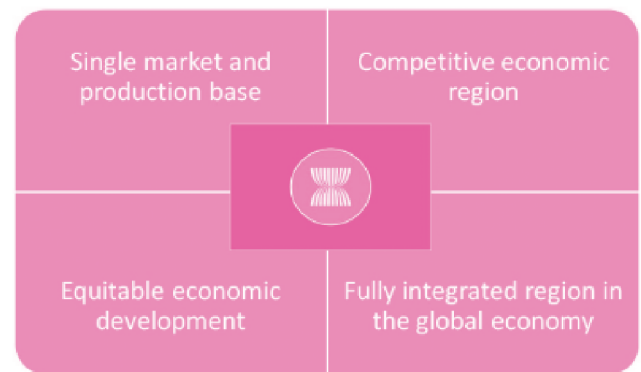 Single market and
production base
Competitive economic
region
Equitable economic
development
Fully integrated region in
the global economy